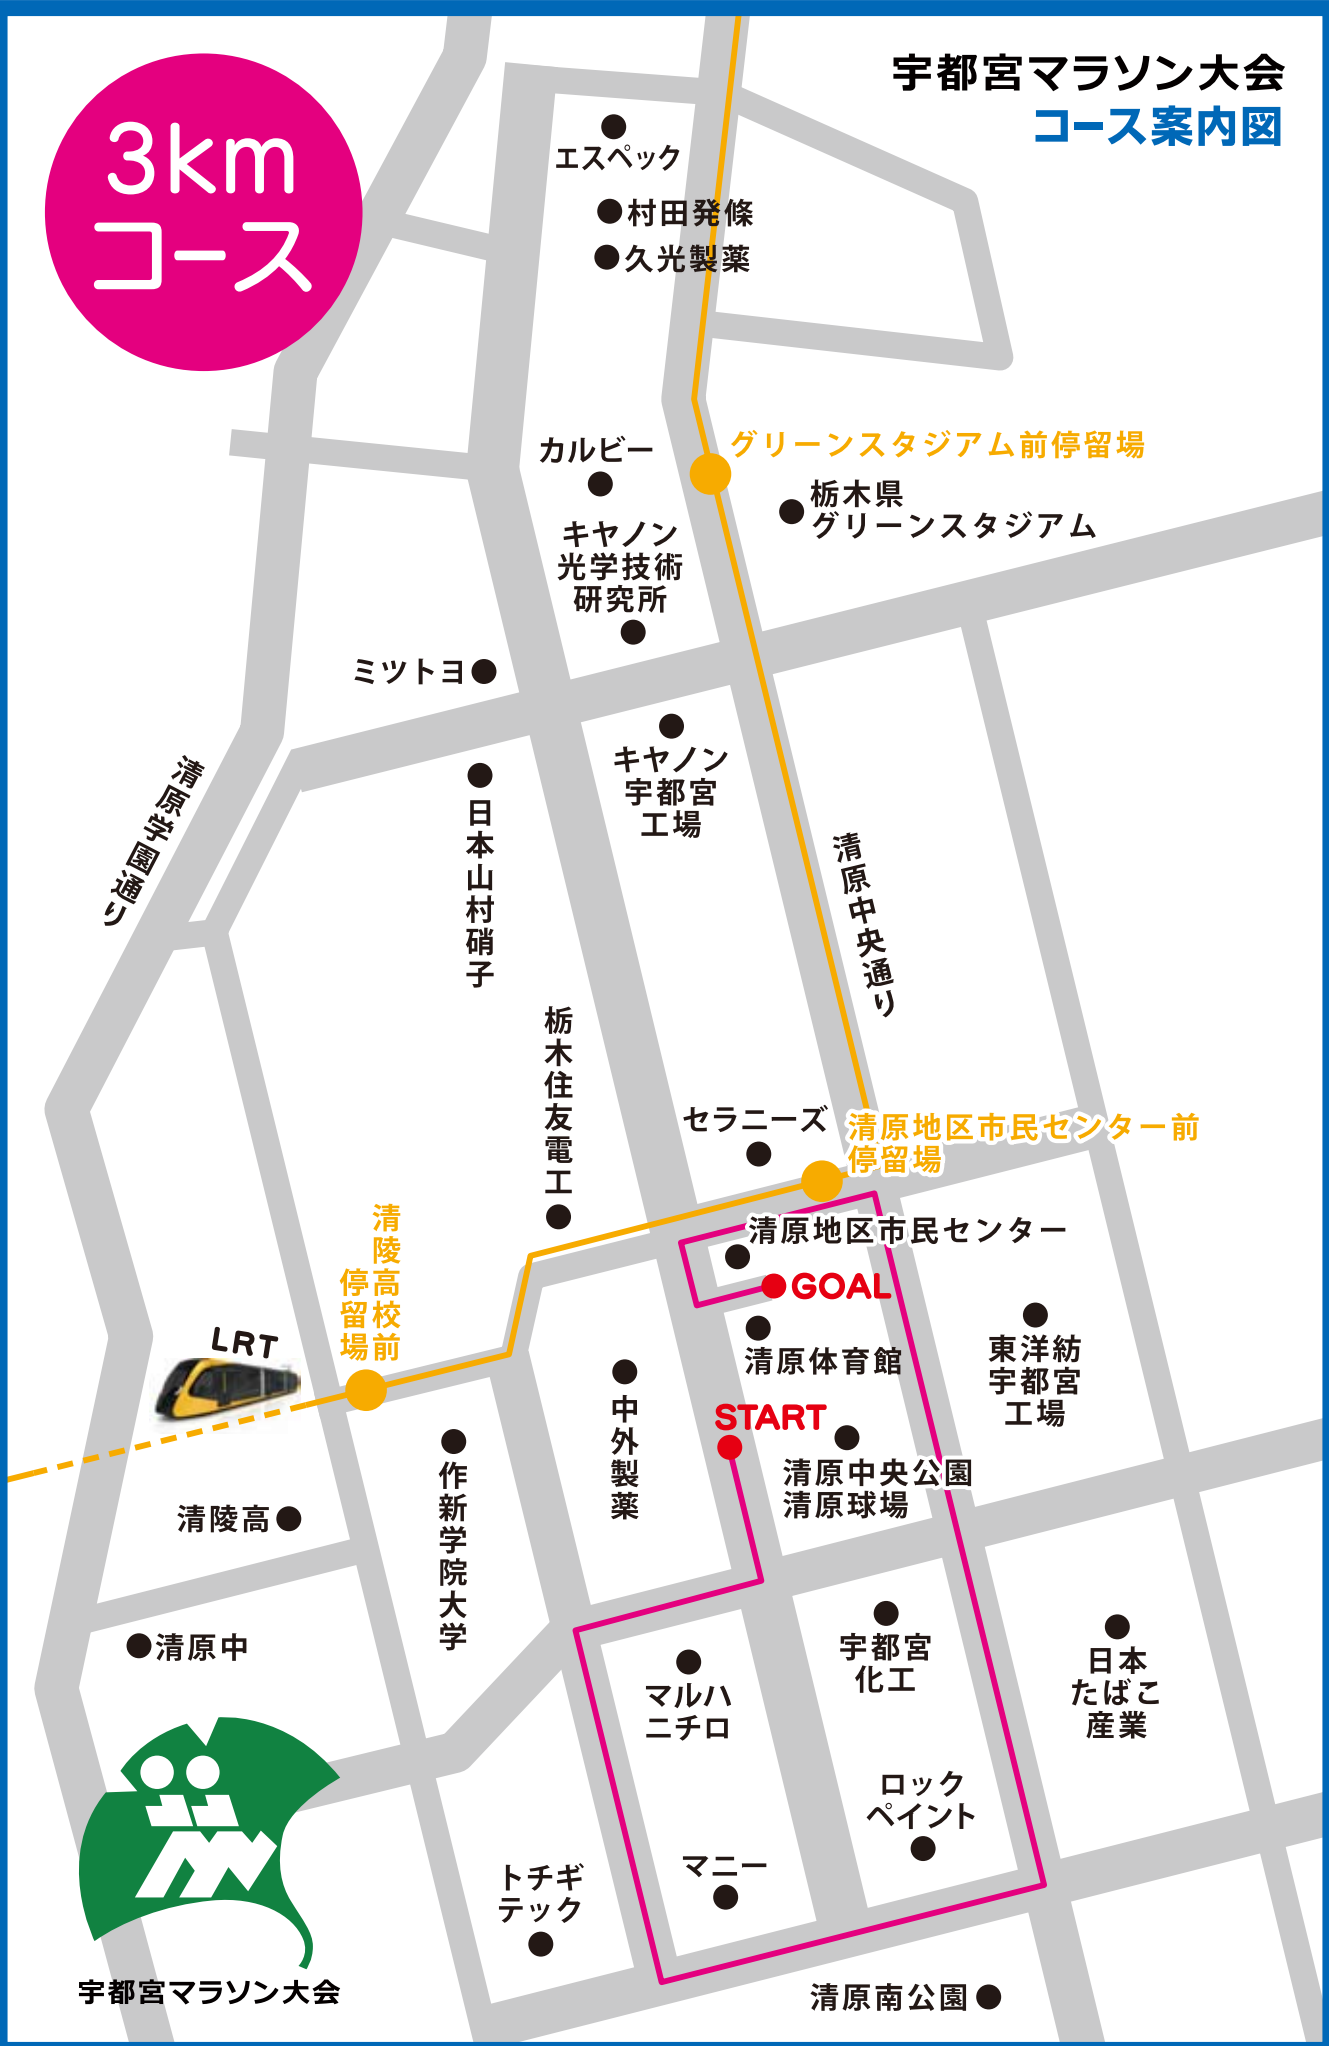 宇都宮マラソン大会
コース案内図
3km
コース
エスペック
村田発條
久光製薬
カルビー
グリーンスタジアム前停留場
栃木県
グリーンスタジアム
キヤノン
光学技術
研究所
ミツトヨ
キヤノン
宇都宮
工場
清原学園通り
日本山村硝子
清原中央通り
栃木住友電工
セラニーズ
清原地区市民センター前
停留場
清陵高校前
停留場
清原地区市民センター
GOAL
LRT
清原体育館
東洋紡
宇都宮
工場
中外製薬
START
作新学院大学
清原中央公園
清原球場
清陵高
清原中
宇都宮
化工
日本
たばこ
産業
マルハ
ニチロ
ロック
ペイント
マニー
トチギ
テック
清原南公園
宇都宮マラソン大会